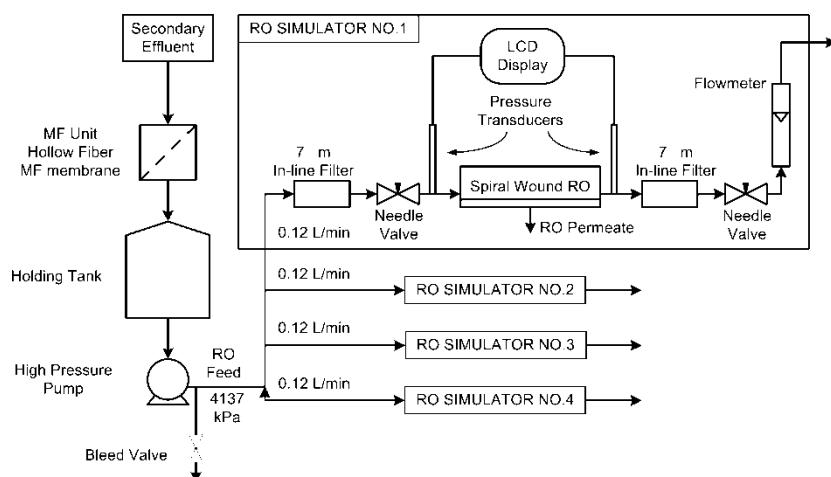 Secondary
Effluent
MF Unit
Hollow Fiber
MF membrane
Holding Tank
High Pressure
Pump
Bleed Valve
RO
Feed
4137
kPa
RO SIMULATOR NO.1
LCD
Display
Pressure
Transducers
7 m
In-line Filter
Needle
Valve
Spiral Wound RO
RO Permeate
7 m
In-line Filter
Needle
Valve
Flowmeter
0.12 L/min
0.12 L/min
RO SIMULATOR NO.2
0.12 L/min
RO SIMULATOR NO.3
0.12 L/min
RO SIMULATOR NO.4